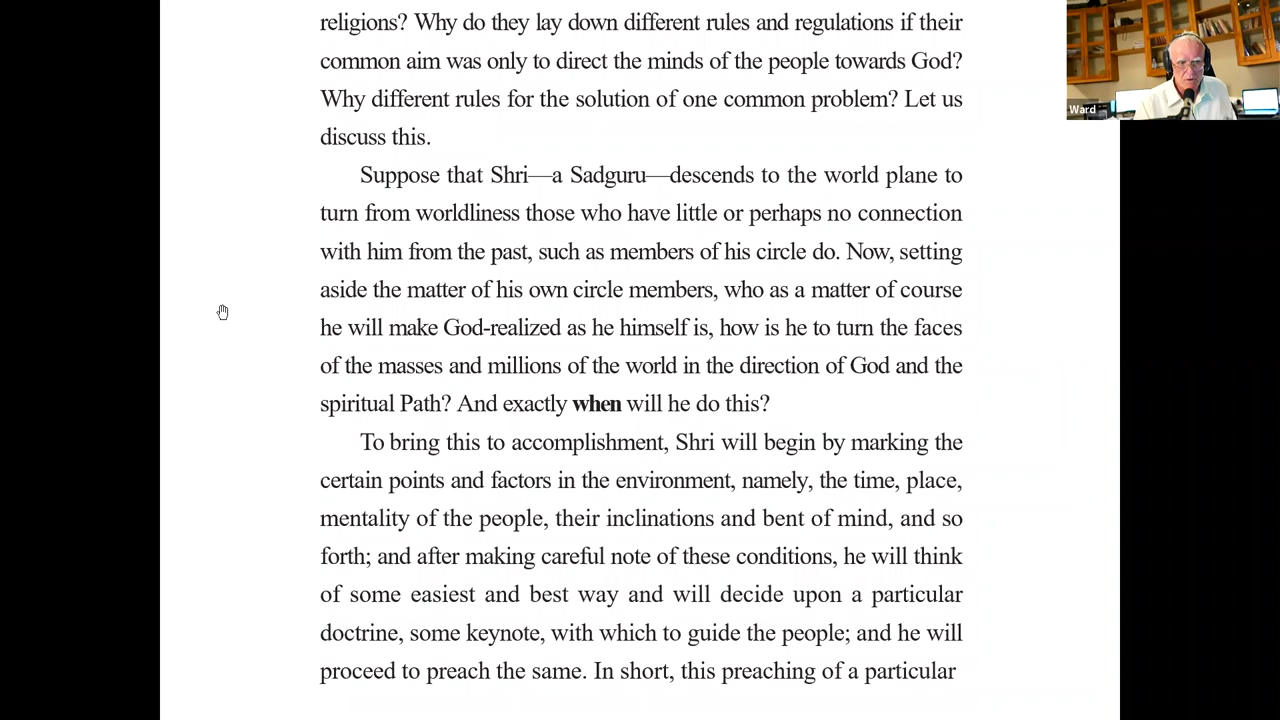 religions? Why do they lay down different rules and regulations if their
common aim was only to direct the minds of the people towards God?
Why different rules for the solution of one common problem? Let us
discuss this.
Suppose that Shri—a Sadguru—descends to the world plane to
turn from worldliness those who have little or perhaps no connection
with him from the past, such as members of his circle do. Now, setting
aside the matter of his own circle members, who as a matter of course
he will make God-realized as he himself is, how is he to turn the faces
of the masses and millions of the world in the direction of God and the
spiritual Path? And exactly when will he do this?
To bring this to accomplishment, Shri will begin by marking the
certain points and factors in the environment, namely, the time, place,
mentality of the people, their inclinations and bent of mind, and so
forth; and after making careful note of these conditions, he will think
of some easiest and best way and will decide upon a particular
doctrine, some keynote, with which to guide the people; and he will
proceed to preach the same. In short, this preaching of a particular
Ward